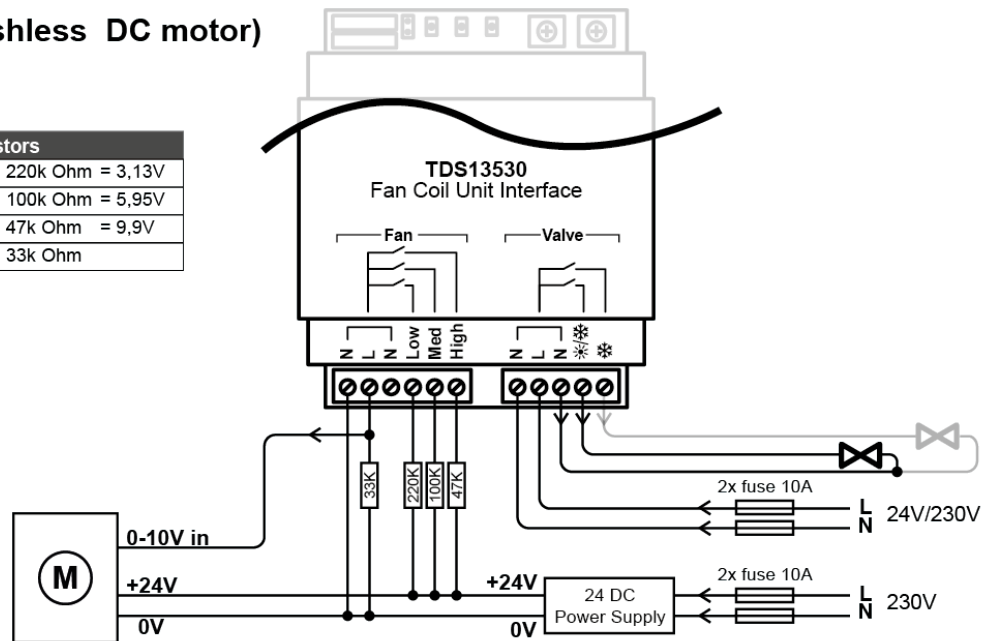 shless DC motor)
stors
220k Ohm = 3,13V
100k Ohm = 5,95V
47k Ohm = 9,9V
33k Ohm
TDS13530
Fan Coil Unit Interface
Fan
Valve
N L N Low Med High
N L N
33K
220K
100K
47K
2x fuse 10A
L
N
24V/230V
M
0-10V in
+24V
0V
+24V
0V
24 DC
Power Supply
2x fuse 10A
L
N
230V